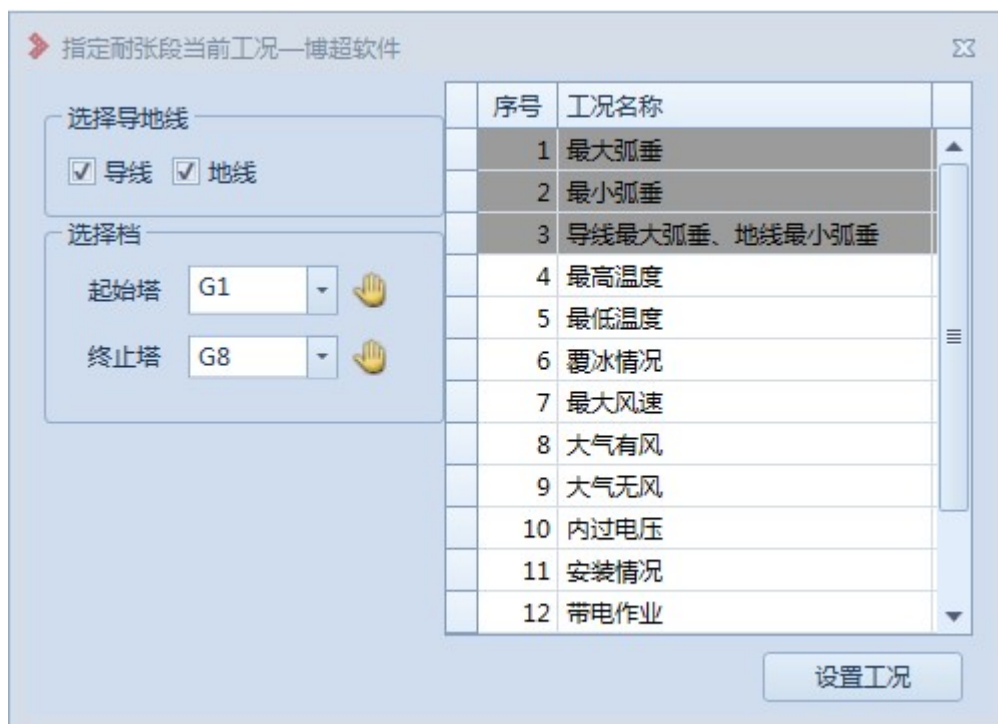 指定耐张段当前工况—博超软件
选择导地线
导线 地线
选择档
起始塔 G1
终止塔 G8
序号 工况名称
1 最大弧垂
2 最小弧垂
3 导线最大弧垂、地线最小弧垂
4 最高温度
5 最低温度
6 覆冰情况
7 最大风速
8 大气有风
9 大气无风
10 内过电压
11 安装情况
12 带电作业
设置工况